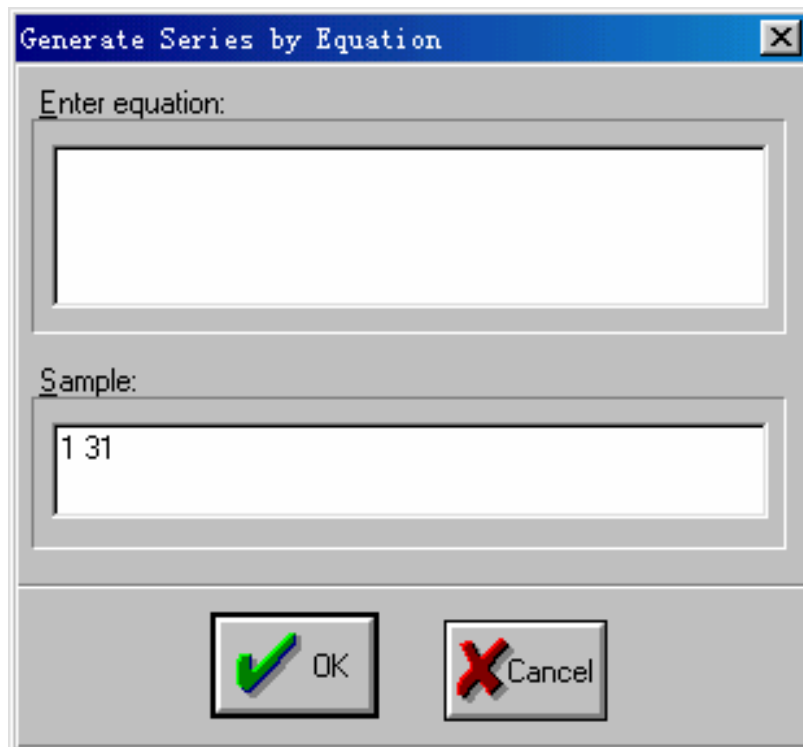 Generate Series by Equation
Enter equation:
Sample:
1 31
OK
Cancel